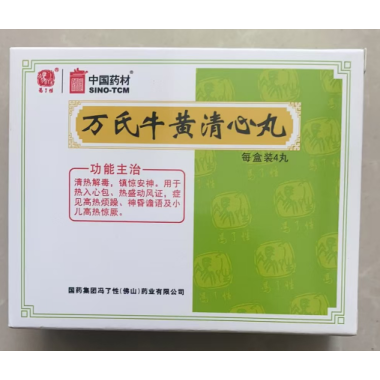 中国药材
SINO-TCM
万氏牛黄清心丸
每盒装4丸
功能主治
清热解毒，镇惊安神。用于
热入心包、热盛动风证，症
见高热烦躁、神昏谵语及小
儿高热惊厥。
国药集团冯了性(佛山)药业有限公司